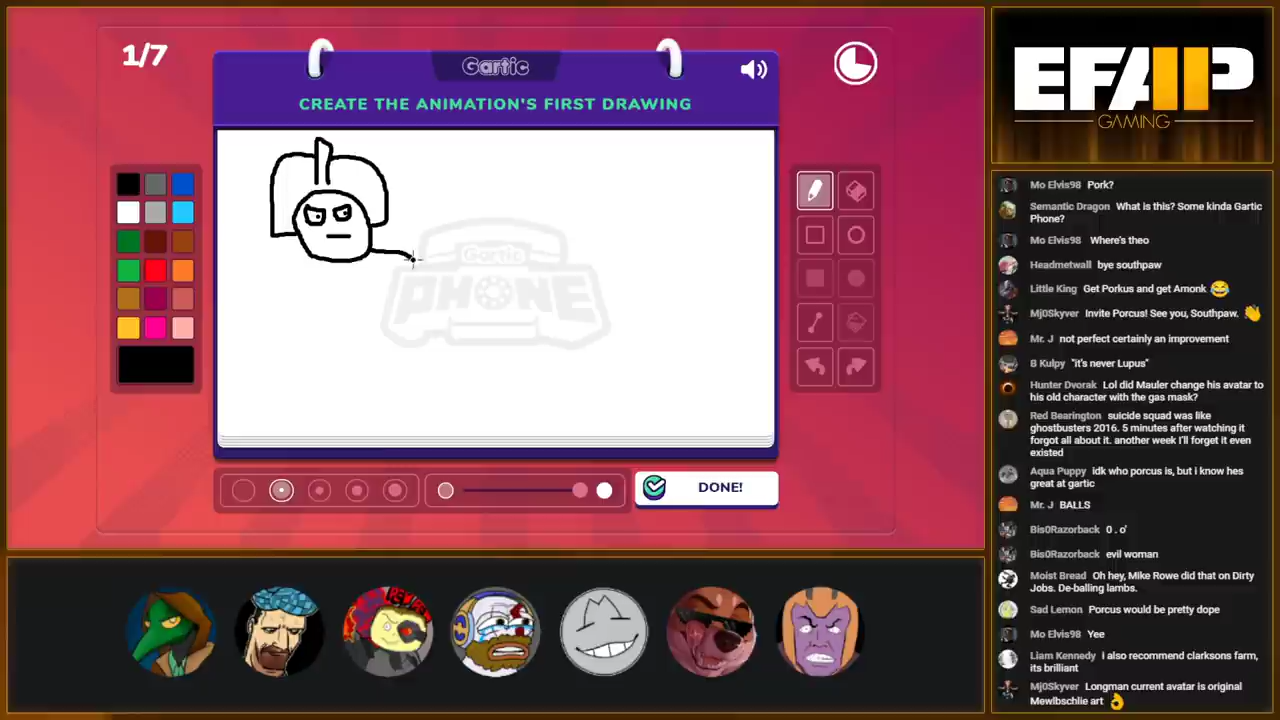 1/7
Gartic
CREATE THE ANIMATION'S FIRST DRAWING
Gartic
PHONE
DONE!
EFAP
GAMING
Mo Elvis98 Pork?
Semantic Dragon What is this? Some kinda Gartic
Phone?
Mo Elvis98 Where's theo
Headmetwall bye southpaw
Little King Get Porkus and get Amonk 😂
Mj0Skyver Invite Porcus! See you, Southpaw. 👏
Mr. J not perfect certainly an improvement
B Kulpy "it's never Lupus"
Hunter Dvorak Lol did Mauler change his avatar to
his old character with the gas mask?
Red Bearington suicide squad was like
ghostbusters 2016. 5 minutes after watching it
forgot all about it. another week I'll forget it even
existed
Aqua Puppy idk who porcus is, but i know hes
great at gartic
Mr. J BALLS
Bis0Razorback 0 . o'
Bis0Razorback evil woman
Moist Bread Oh hey, Mike Rowe did that on Dirty
Jobs. De-balling lambs.
Sad Lemon Porcus would be pretty dope
Mo Elvis98 Yee
Liam Kennedy i also recommend clarksons farm,
its brilliant
Mj0Skyver Longman current avatar is original
Mewlbschlie art 👌